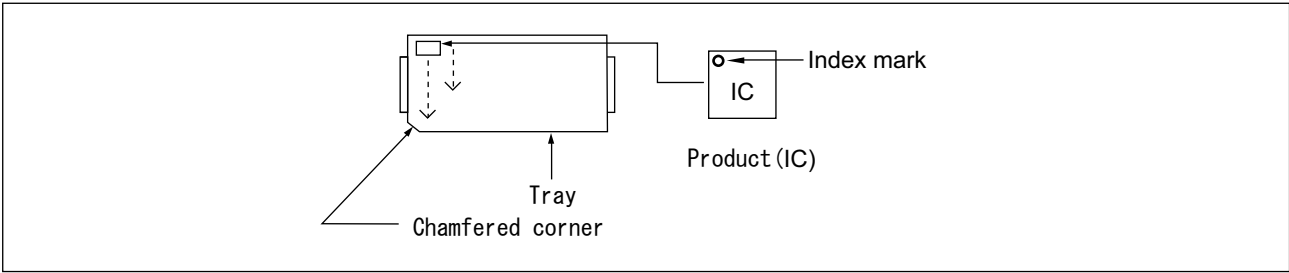 Index mark
IC
Product(IC)
Tray
Chamfered corner